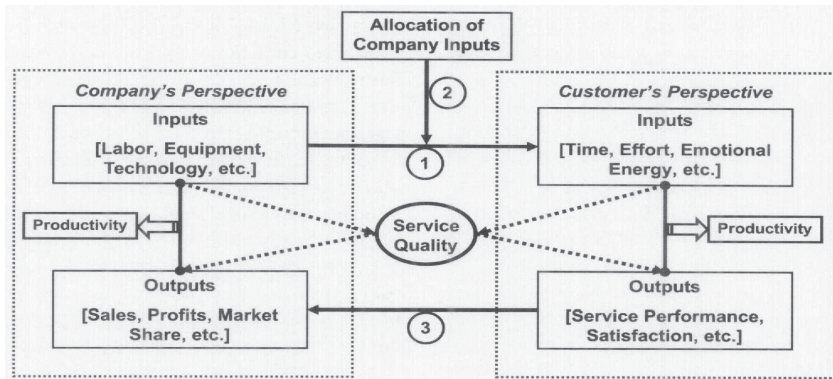 Allocation of
Company Inputs
Company's Perspective
Inputs
[Labor, Equipment,
Technology, etc.]
2
1
Customer's Perspective
Inputs
[Time, Effort, Emotional
Energy, etc.]
Productivity
Service
Quality
Productivity
Outputs
[Sales, Profits, Market
Share, etc.]
3
Outputs
[Service Performance,
Satisfaction, etc.]